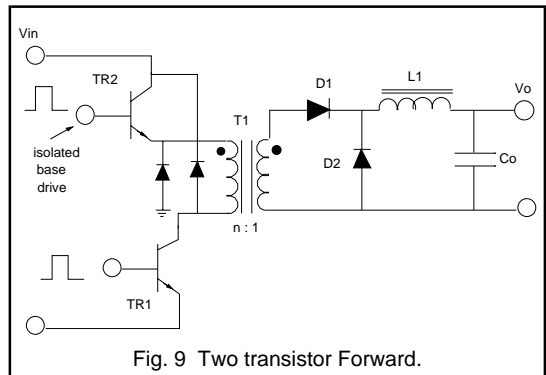 Vin
TR2
isolated
base
drive
T1
n : 1
TR1
D1
L1
Vo
D2
Co
Fig. 9 Two transistor Forward.